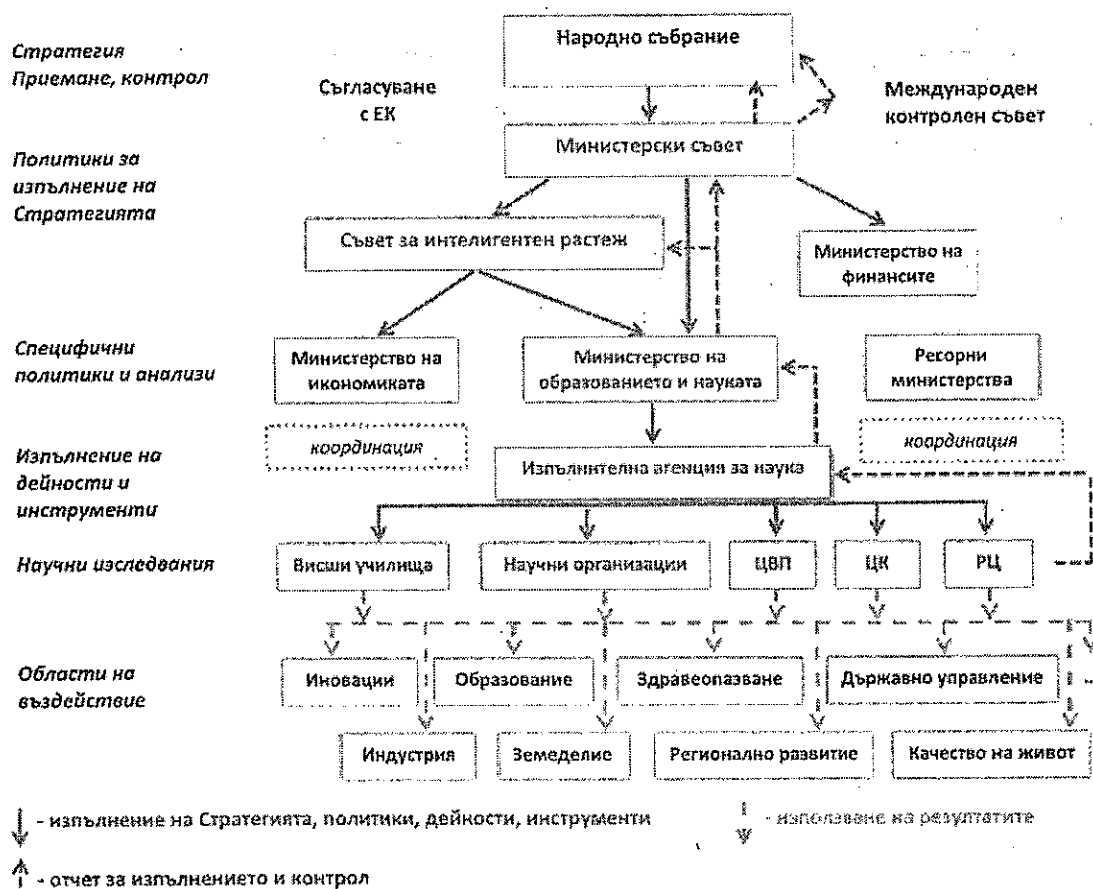 Стратегия
Приемане, контрол
Народно събрание
Съгласуване
с ЕК
Международен
контролен съвет
Министерски съвет
Политики за
изпълнение на
Стратегията
Съвет за интелигентен растеж
Министерство на
финансите
Специфични
политики и анализи
Министерство на
икономиката
Министерство на
образованието и науката
Ресорни
министерства
координация
координация
Изпълнение на
дейности и
инструменти
Изпълнителна агенция за наука
Научни изследвания
Висши училища
Научни организации
ЦВП
ЦК
РЦ
Области на
въздействие
Иновации
Образование
Здравеопазване
Държавно управление
Индустрия
Земеделие
Регионално развитие
Качество на живот
- изпълнение на Стратегията, политики, дейности, инструменти
- използване на резултатите
- отчет за изпълнението и контрол